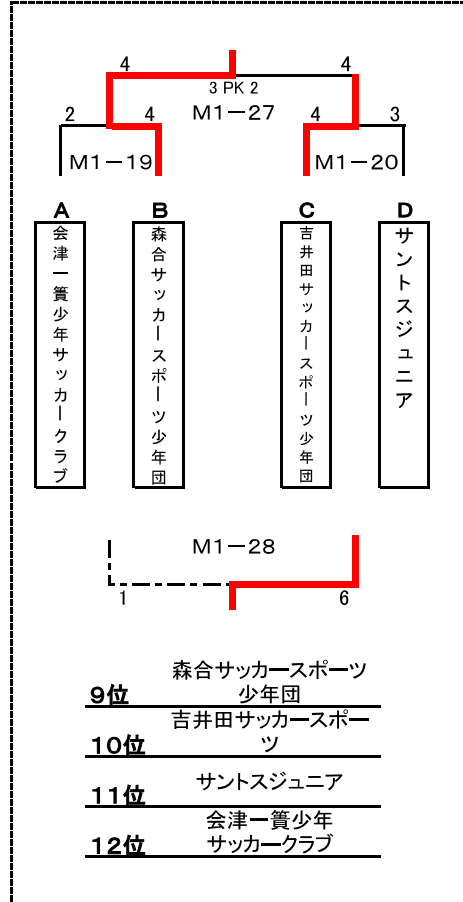 4 4
3 PK 2
M1－27
2 4 4 3
M1－19 M1－20
A B C D
会津一簣少年サッカークラブ
森合サッカースポーツ少年団
吉井田サッカースポーツ少年団
サントスジュニア
M1－28
1 6
9位 森合サッカースポーツ
少年団
10位 吉井田サッカースポー
ツ
11位 サントスジュニア
12位 会津一簣少年
サッカークラブ